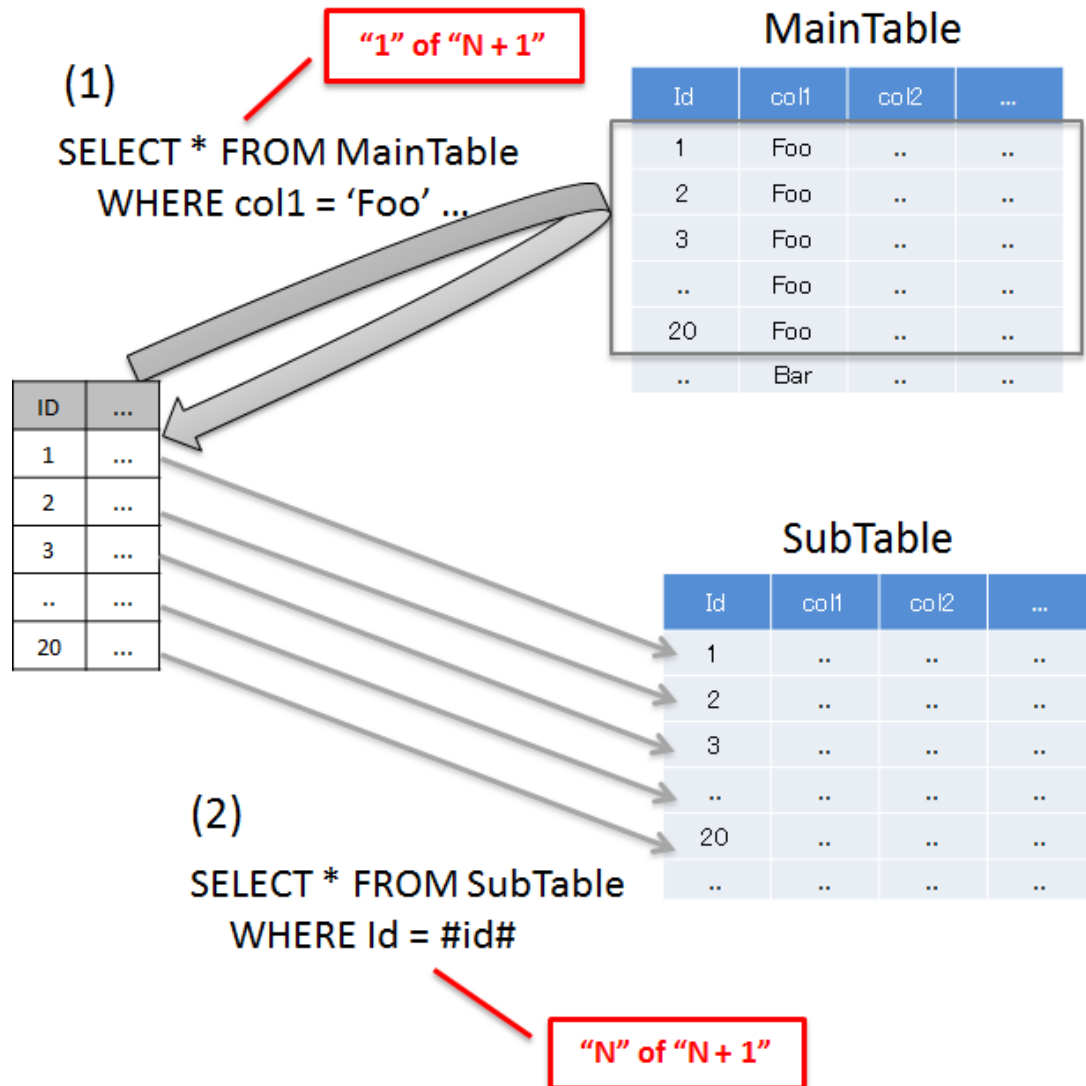 “1” of “N + 1”
(1)
SELECT * FROM MainTable
WHERE col1 = ‘Foo’ ...
MainTable
Id col1 col2 ...
1 Foo .. ..
2 Foo .. ..
3 Foo .. ..
.. Foo .. ..
20 Foo .. ..
.. Bar .. ..
ID ...
1 ...
2 ...
3 ...
.. ...
20 ...
SubTable
Id col1 col2 ...
1 .. .. ..
2 .. .. ..
3 .. .. ..
.. .. .. ..
20 .. .. ..
.. .. .. ..
(2)
SELECT * FROM SubTable
WHERE Id = #id#
“N” of “N + 1”